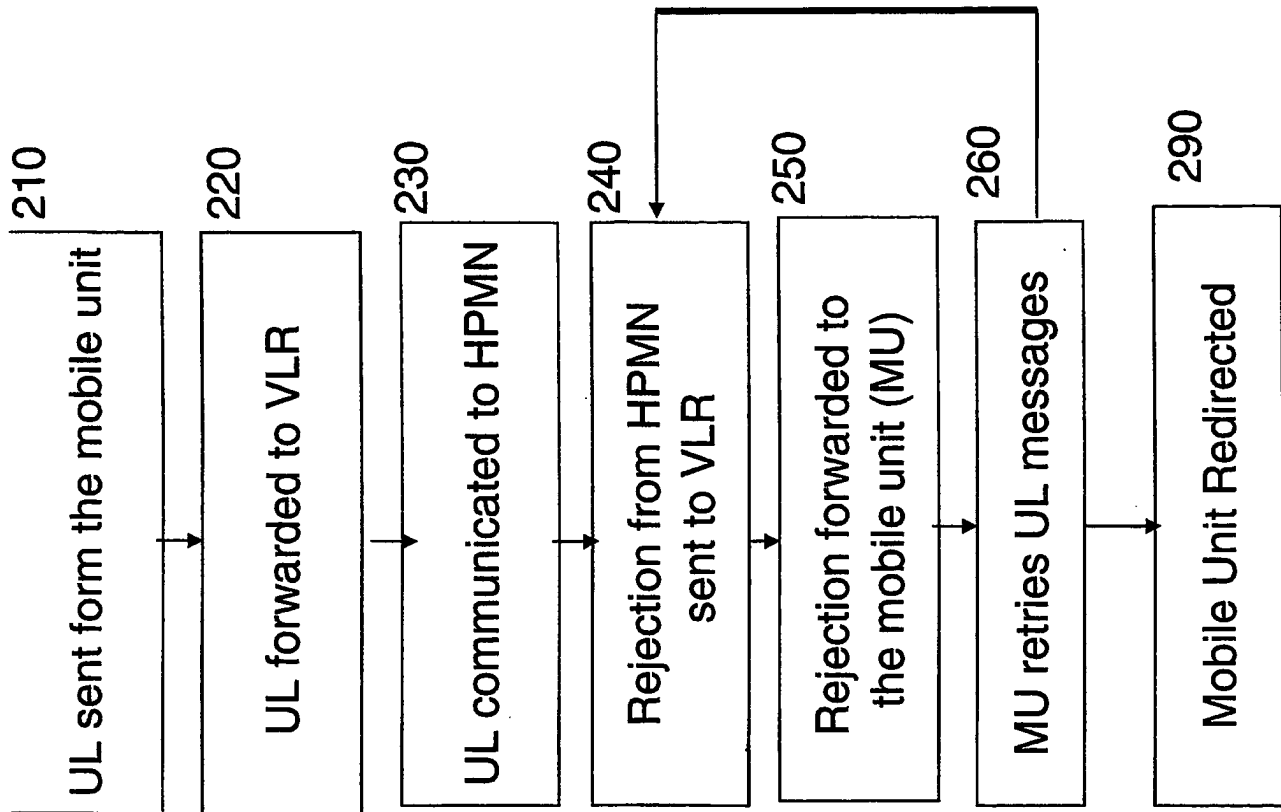 210
UL sent form the mobile unit
220
UL forwarded to VLR
230
UL communicated to HPMN
240
Rejection from HPMN
sent to VLR
250
Rejection forwarded to
the mobile unit (MU)
260
MU retries UL messages
290
Mobile Unit Redirected